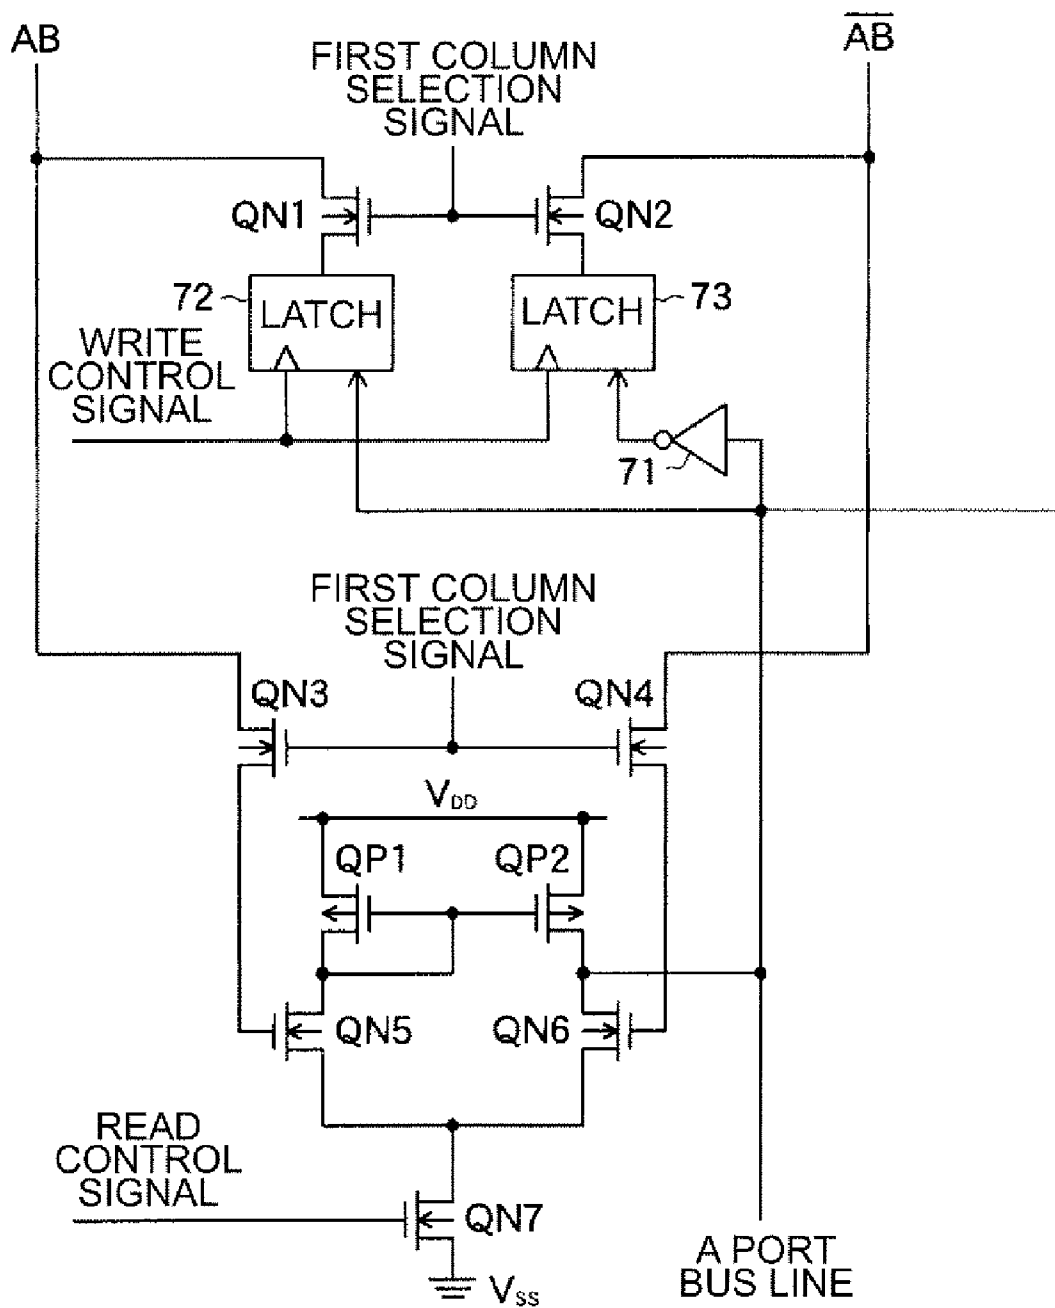 AB
A̅B̅
FIRST COLUMN
SELECTION
SIGNAL
QN1
QN2
72
LATCH
LATCH
73
WRITE
CONTROL
SIGNAL
71
FIRST COLUMN
SELECTION
SIGNAL
QN3
QN4
VDD
QP1
QP2
QN5
QN6
READ
CONTROL
SIGNAL
QN7
VSS
A PORT
BUS LINE